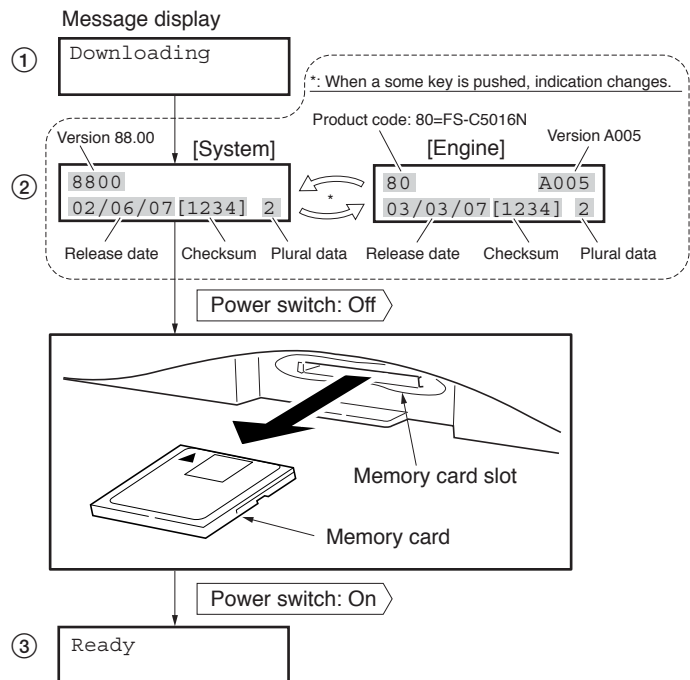 Message display
① Downloading
*: When a some key is pushed, indication changes.
Product code: 80=FS-C5016N
Version 88.00 [System] [Engine] Version A005
② 8800
02/06/07 [1234] 2
*
80 A005
03/03/07 [1234] 2
Release date Checksum Plural data Release date Checksum Plural data
Power switch: Off
Memory card slot
Memory card
Power switch: On
③ Ready